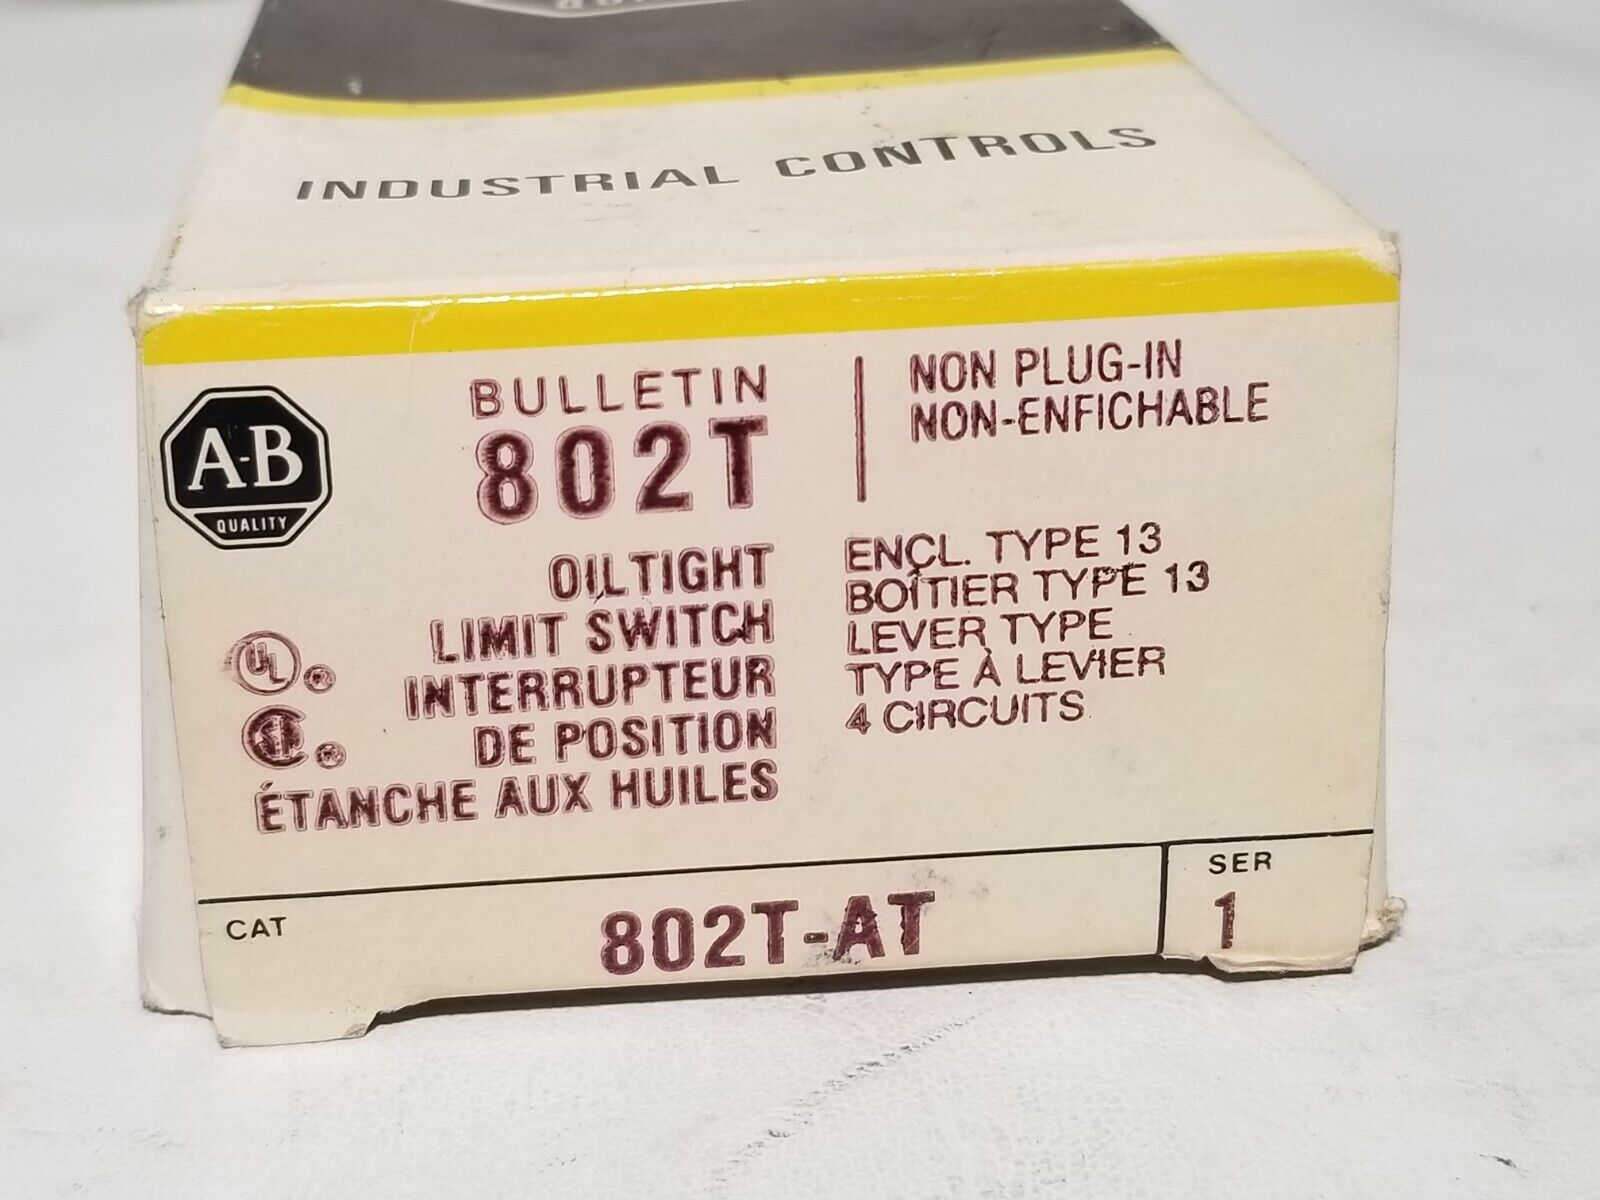 INDUSTRIAL CONTROLS
A-B
QUALITY
BULLETIN
802T
NON PLUG-IN
NON-ENFICHABLE
OILTIGHT
LIMIT SWITCH
INTERRUPTEUR
DE POSITION
ÉTANCHE AUX HUILES
UL ®
ENCL. TYPE 13
BOÎTIER TYPE 13
LEVER TYPE
TYPE À LEVIER
4 CIRCUITS
CAT
802T-AT
SER
1